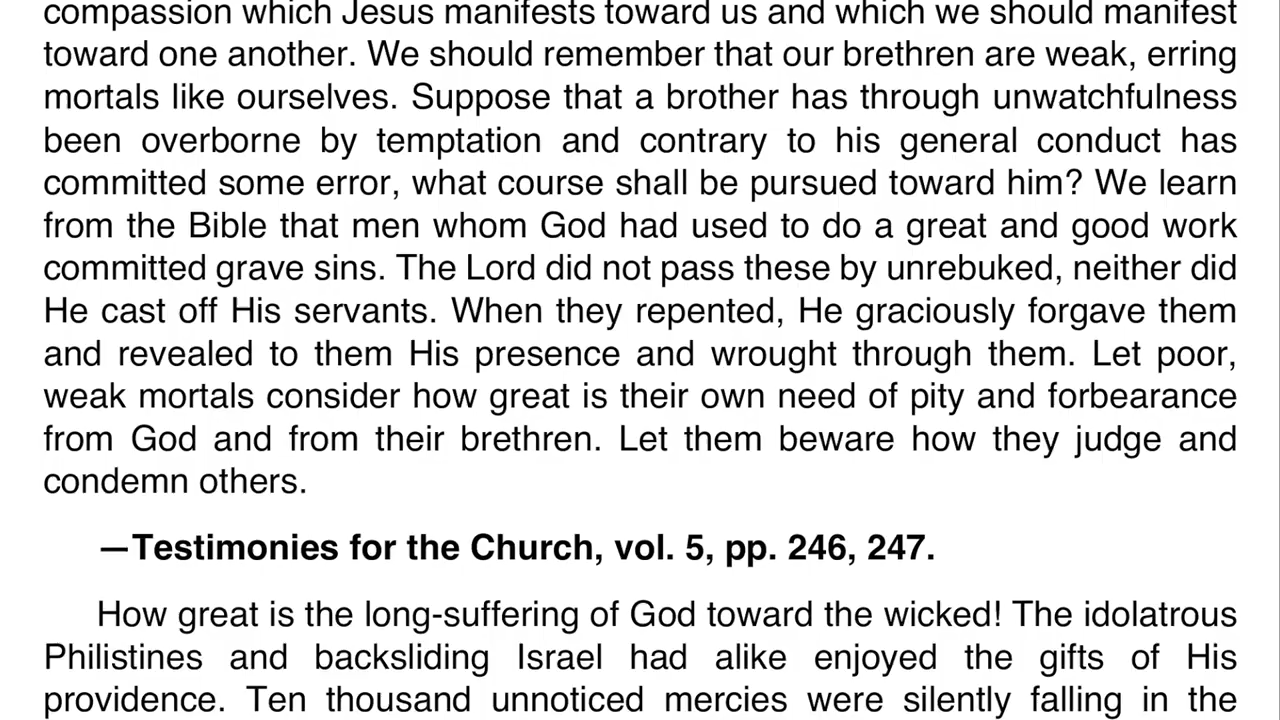 compassion which Jesus manifests toward us and which we should manifest
toward one another. We should remember that our brethren are weak, erring
mortals like ourselves. Suppose that a brother has through unwatchfulness
been overborne by temptation and contrary to his general conduct has
committed some error, what course shall be pursued toward him? We learn
from the Bible that men whom God had used to do a great and good work
committed grave sins. The Lord did not pass these by unrebuked, neither did
He cast off His servants. When they repented, He graciously forgave them
and revealed to them His presence and wrought through them. Let poor,
weak mortals consider how great is their own need of pity and forbearance
from God and from their brethren. Let them beware how they judge and
condemn others.
—Testimonies for the Church, vol. 5, pp. 246, 247.
How great is the long-suffering of God toward the wicked! The idolatrous
Philistines and backsliding Israel had alike enjoyed the gifts of His
providence. Ten thousand unnoticed mercies were silently falling in the